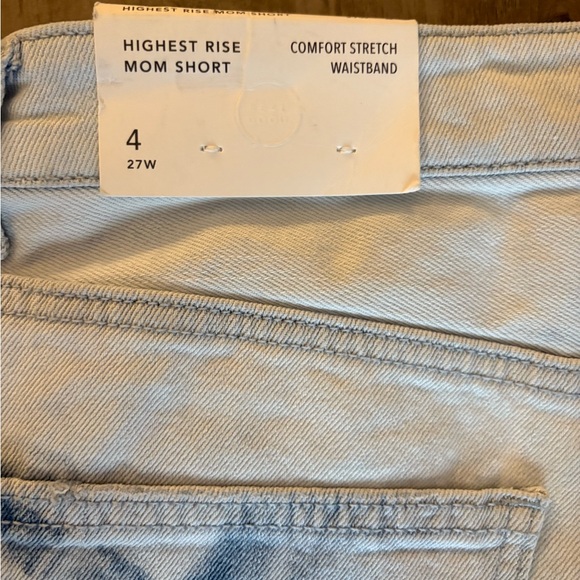 HIGHEST RISE MOM SHORT
HIGHEST RISE
MOM SHORT
COMFORT STRETCH
WAISTBAND
4
27W